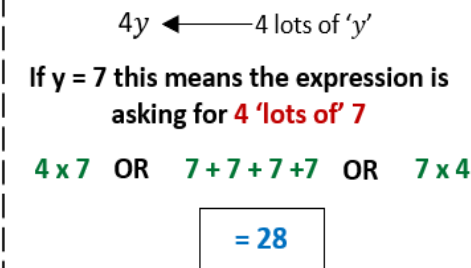 4y 4 lots of ‘y’
If y = 7 this means the expression is
asking for 4 ‘lots of’ 7
4 x 7 OR 7 + 7 + 7 +7 OR 7 x 4
= 28